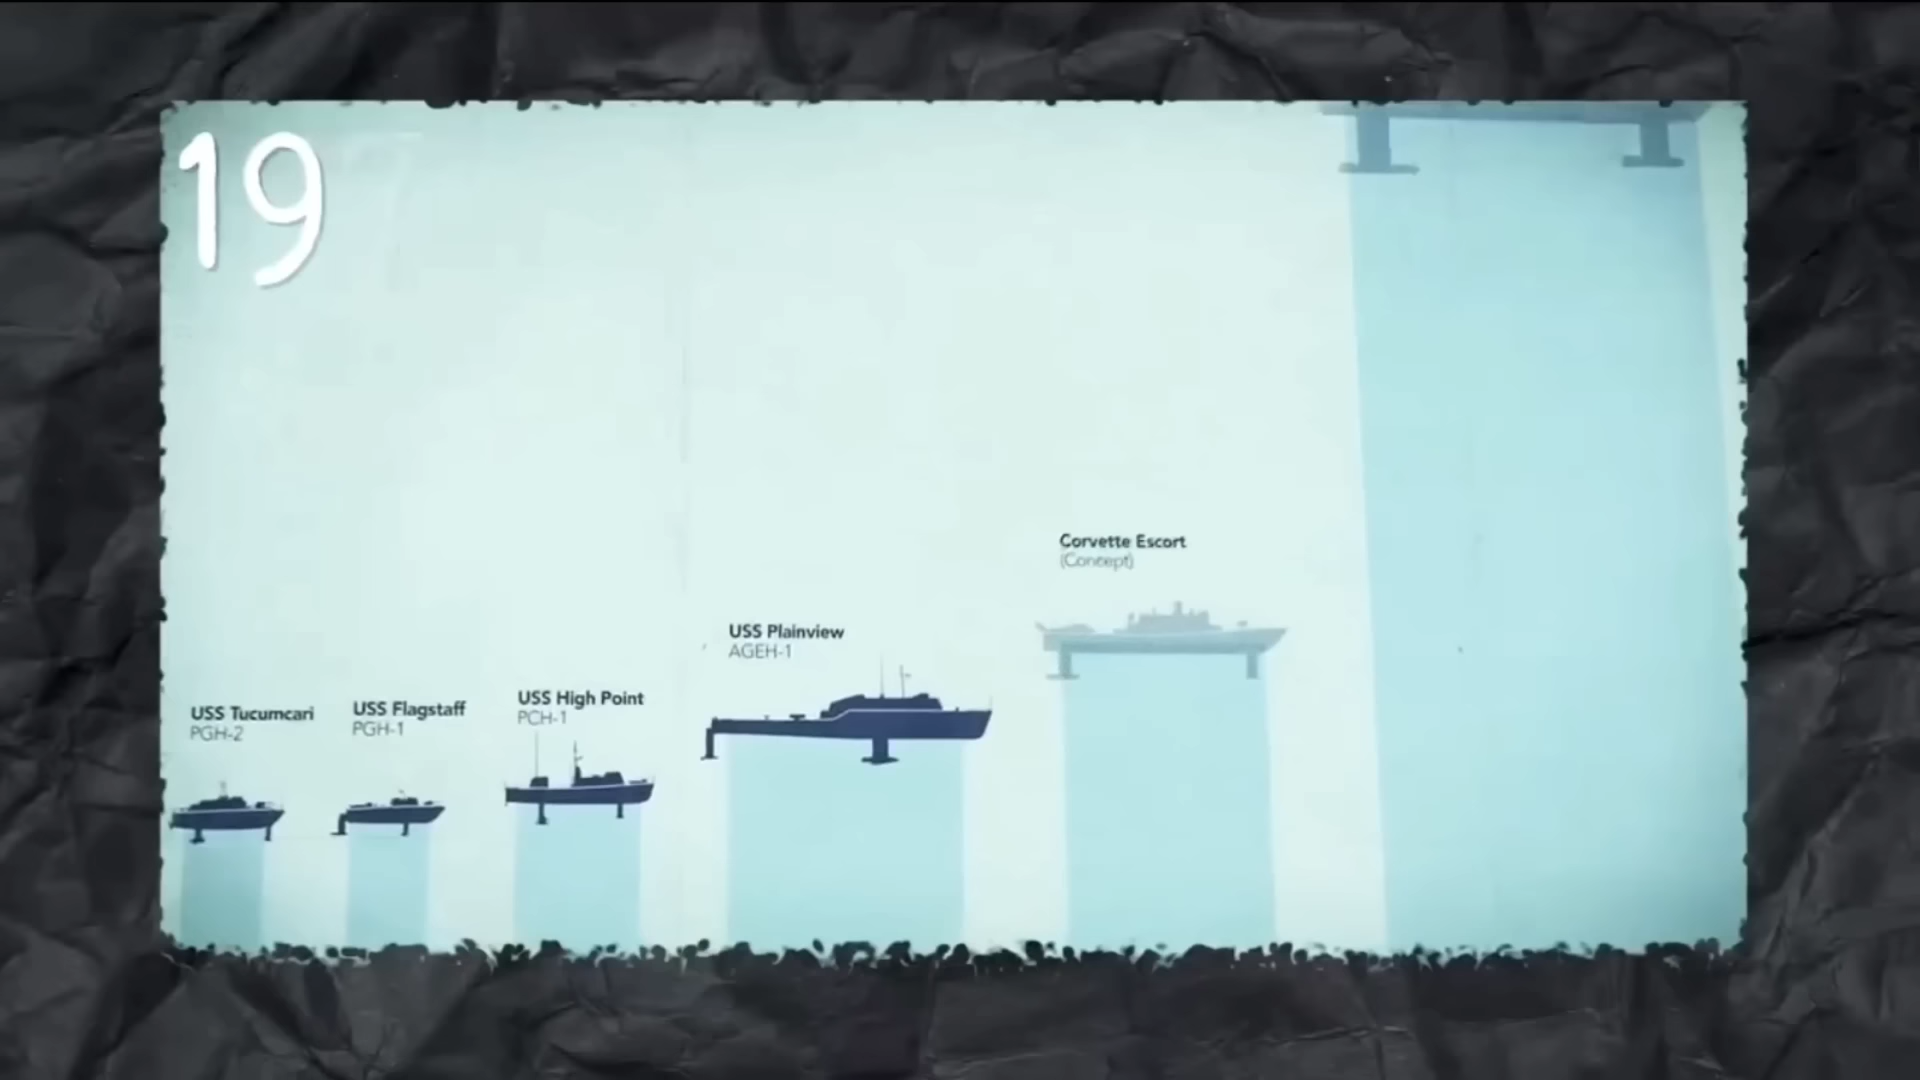 19
USS Tucumcari
PGH-2
USS Flagstaff
PGH-1
USS High Point
PCH-1
USS Plainview
AGEH-1
Corvette Escort
(Concept)